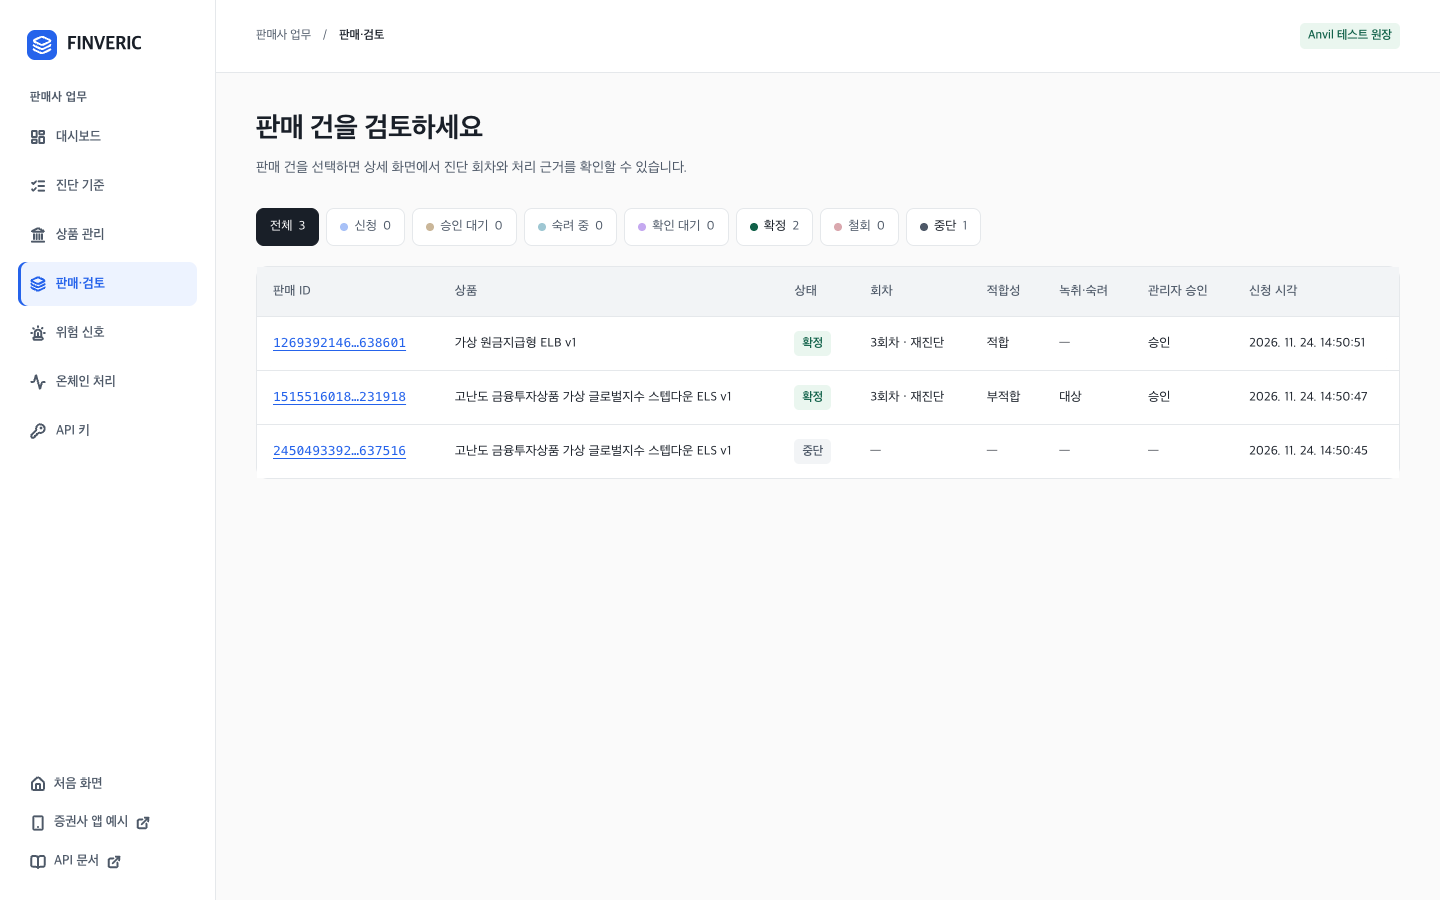 FINVERIC
판매사 업무
대시보드
진단 기준
상품 관리
판매·검토
위험 신호
온체인 처리
API 키
처음 화면
증권사 앱 예시
API 문서
판매사 업무 / 판매·검토
Anvil 테스트 원장
판매 건을 검토하세요
판매 건을 선택하면 상세 화면에서 진단 회차와 처리 근거를 확인할 수 있습니다.
전체 3 신청 0 승인 대기 0 숙려 중 0 확인 대기 0 확정 2 철회 0 중단 1
판매 ID 상품 상태 회차 적합성 녹취·숙려 관리자 승인 신청 시각
1269392146…638601 가상 원금지급형 ELB v1 확정 3회차 · 재진단 적합 — 승인 2026. 11. 24. 14:50:51
1515516018…231918 고난도 금융투자상품 가상 글로벌지수 스텝다운 ELS v1 확정 3회차 · 재진단 부적합 대상 승인 2026. 11. 24. 14:50:47
2450493392…637516 고난도 금융투자상품 가상 글로벌지수 스텝다운 ELS v1 중단 — — — — 2026. 11. 24. 14:50:45